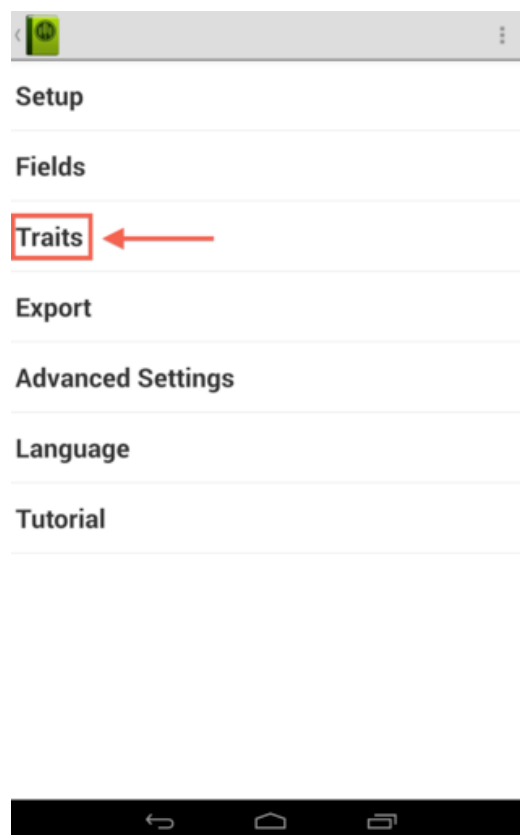 Setup
Fields
Traits
Export
Advanced Settings
Language
Tutorial